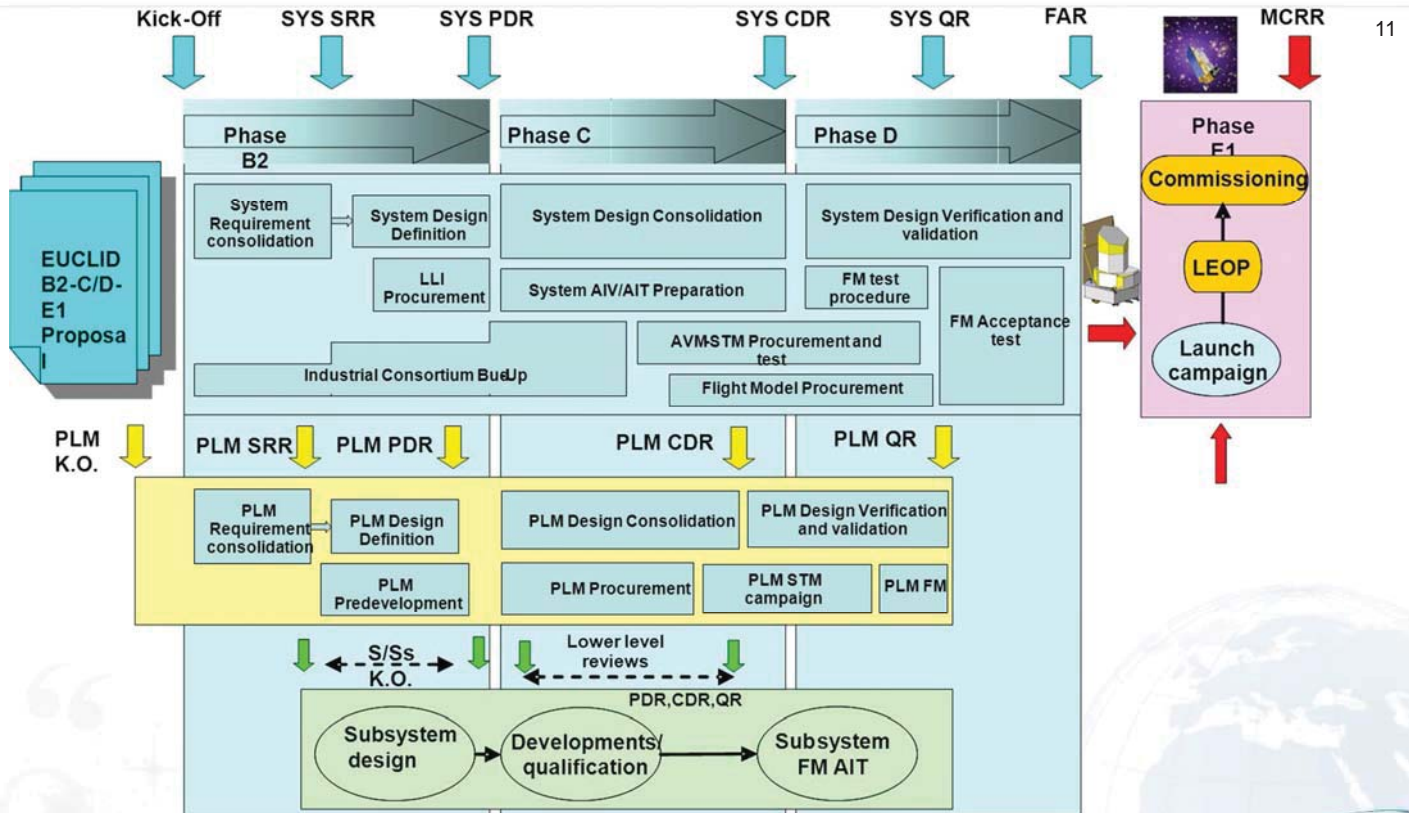 Kick-Off SYS SRR SYS PDR SYS CDR SYS QR FAR MCRR 11
Phase
B2
Phase C
Phase D
Phase
E1
EUCLID
B2-C/D-
E1
Proposa
l
System
Requirement
consolidation
System Design
Definition
System Design Consolidation
System Design Verification and
validation
LLI
Procurement
System AIV/AIT Preparation
FM test
procedure
FM Acceptance
test
AVM-STM Procurement and
test
Industrial Consortium
Flight Model Procurement
Commissioning
LEOP
Launch
campaign
PLM
K.O.
PLM SRR
PLM PDR
PLM CDR
PLM QR
PLM
Requirement
consolidation
PLM Design
Definition
PLM Design Consolidation
PLM Design Verification
and validation
PLM
Predevelopment
PLM Procurement
PLM STM
campaign
PLM FM
S/Ss
K.O.
Lower level
reviews
PDR,CDR,QR
Subsystem
design
Developments/
qualification
Subsystem
FM AIT